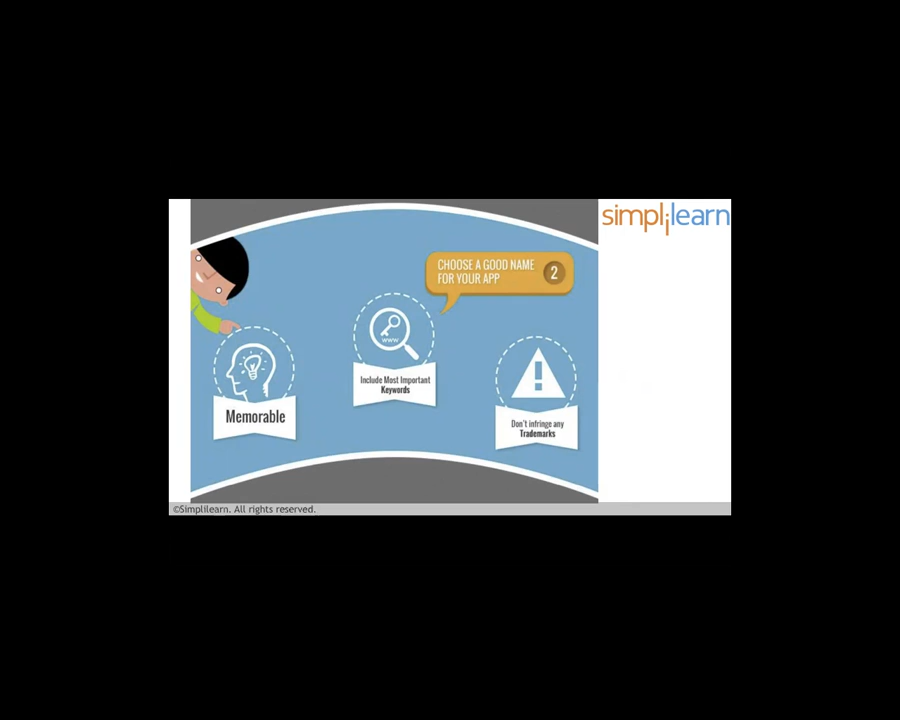 simplilearn
CHOOSE A GOOD NAME
FOR YOUR APP
2
www
Include Most Important
Keywords
Memorable
Don't infringe any
Trademarks
©Simplilearn. All rights reserved.